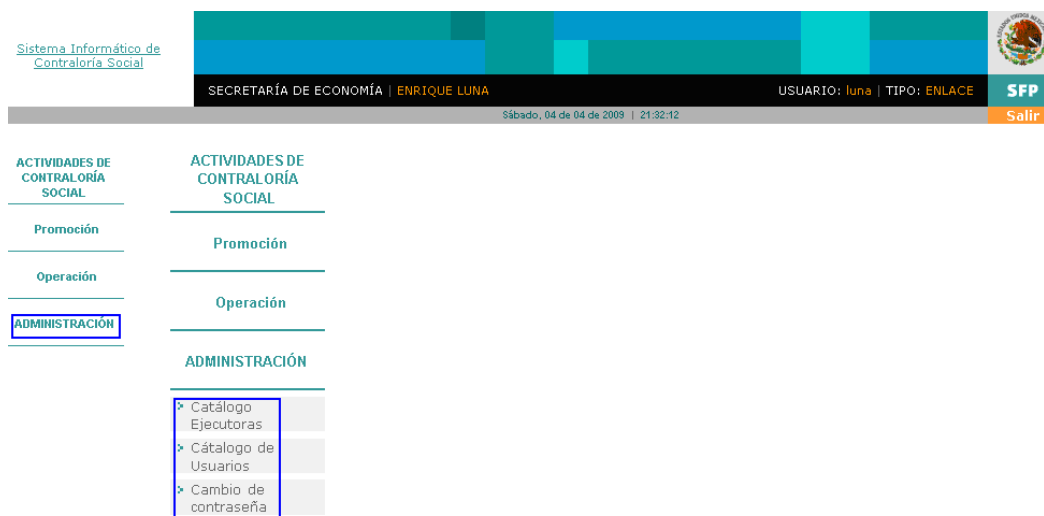 Sistema Informático de
Contraloría Social
SECRETARÍA DE ECONOMÍA | ENRIQUE LUNA
USUARIO: luna | TIPO: ENLACE
SFP
Sábado, 04 de 04 de 2009 | 21:32:12
Salir
ACTIVIDADES DE
CONTRALORÍA
SOCIAL
Promoción
Operación
ADMINISTRACIÓN
ACTIVIDADES DE
CONTRALORÍA
SOCIAL
Promoción
Operación
ADMINISTRACIÓN
Catálogo
Ejecutoras
Cátalogo de
Usuarios
Cambio de
contraseña